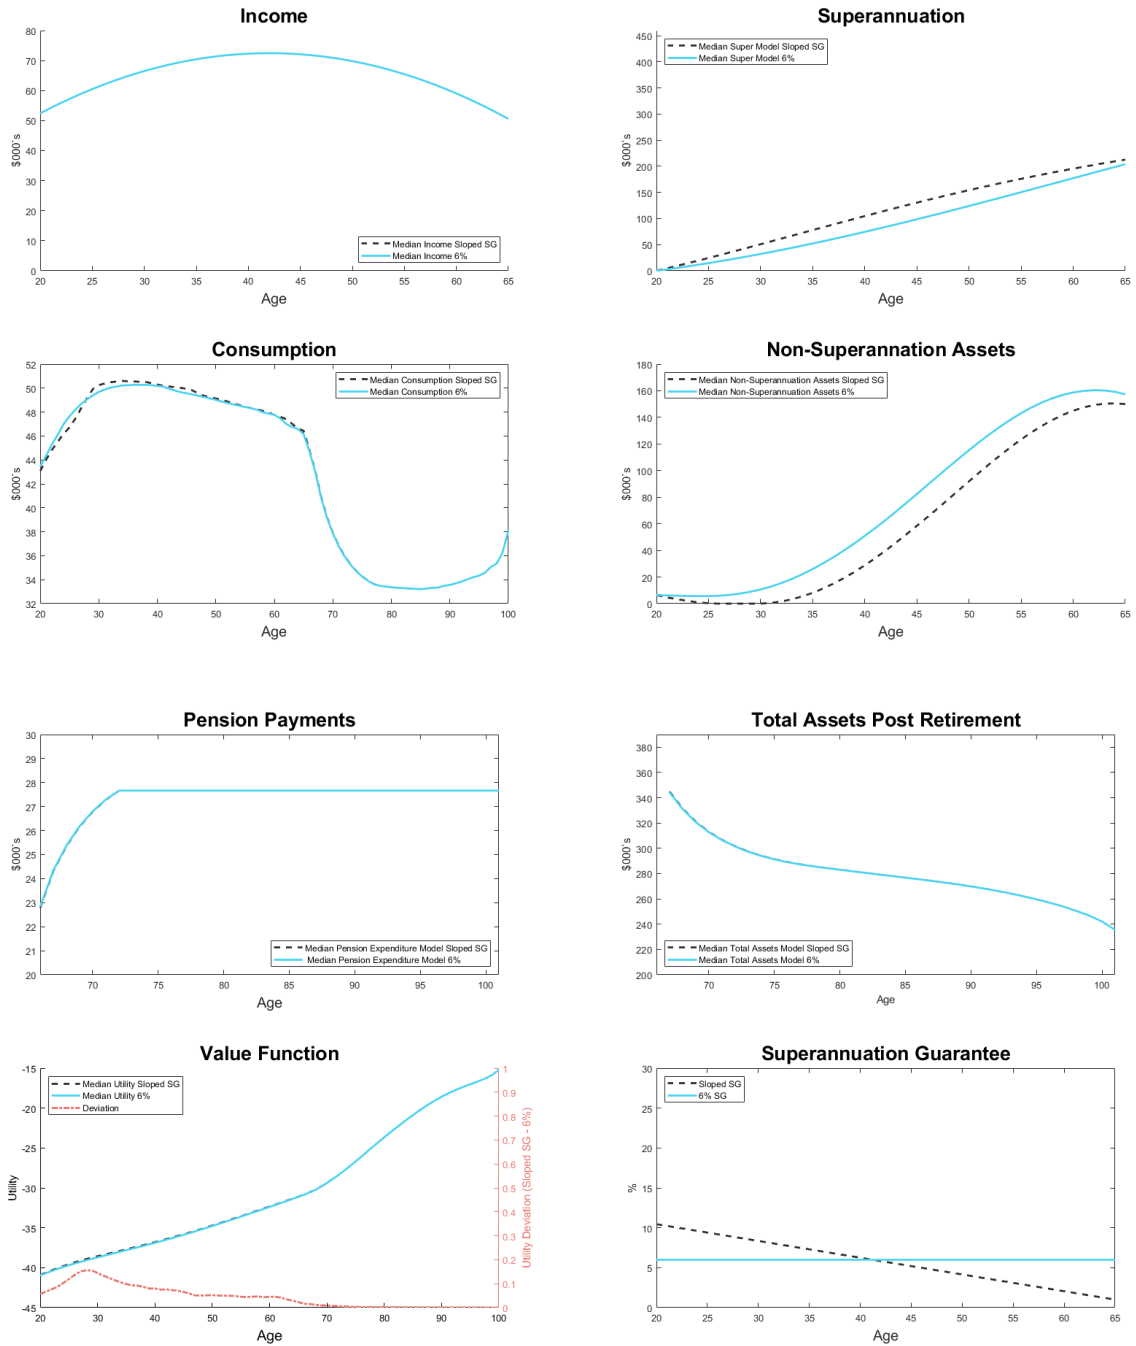 Income
80
70
60
50
40
30
20
10
0
$000`s
Median Income Sloped SG
Median Income 6%
20 25 30 35 40 45 50 55 60 65
Age
Superannuation
450
400
350
300
250
200
150
100
50
0
$000`s
Median Super Model Sloped SG
Median Super Model 6%
20 25 30 35 40 45 50 55 60 65
Age
Consumption
52
50
48
46
44
42
40
38
36
34
32
$000`s
Median Consumption Sloped SG
Median Consumption 6%
20 30 40 50 60 70 80 90 100
Age
Non-Superannation Assets
180
160
140
120
100
80
60
40
20
0
$000`s
Median Non-Superannuation Assets Sloped SG
Median Non-Superannuation Assets 6%
20 25 30 35 40 45 50 55 60 65
Age
Pension Payments
30
29
28
27
26
25
24
23
22
21
20
$000`s
Median Pension Expenditure Model Sloped SG
Median Pension Expenditure Model 6%
70 75 80 85 90 95 100
Age
Total Assets Post Retirement
380
360
340
320
300
280
260
240
220
200
$000`s
Median Total Assets Model Sloped SG
Median Total Assets Model 6%
70 75 80 85 90 95 100
Age
Value Function
-15
-20
-25
-30
-35
-40
-45
Utility
Median Utility Sloped SG
Median Utility 6%
Deviation
1
0.9
0.8
0.7
0.6
0.5
0.4
0.3
0.2
0.1
0
Utility Deviation (Sloped SG - 6%)
20 30 40 50 60 70 80 90 100
Age
Superannuation Guarantee
30
25
20
15
10
5
0
%
Sloped SG
6% SG
20 25 30 35 40 45 50 55 60 65
Age